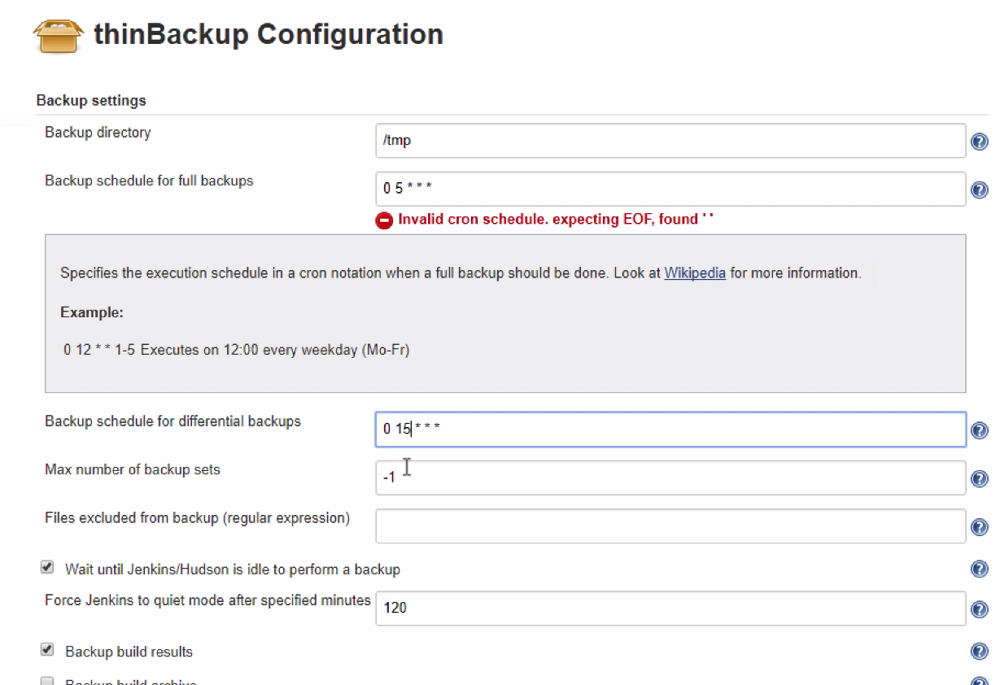 thinBackup Configuration
Backup settings
Backup directory
/tmp
Backup schedule for full backups
0 5 * * *
Invalid cron schedule. expecting EOF, found ' '
Specifies the execution schedule in a cron notation when a full backup should be done. Look at Wikipedia for more information.
Example:
0 12 * * 1-5 Executes on 12:00 every weekday (Mo-Fr)
Backup schedule for differential backups
0 15 * * *
Max number of backup sets
-1
Files excluded from backup (regular expression)
Wait until Jenkins/Hudson is idle to perform a backup
Force Jenkins to quiet mode after specified minutes
120
Backup build results
Backup build archive